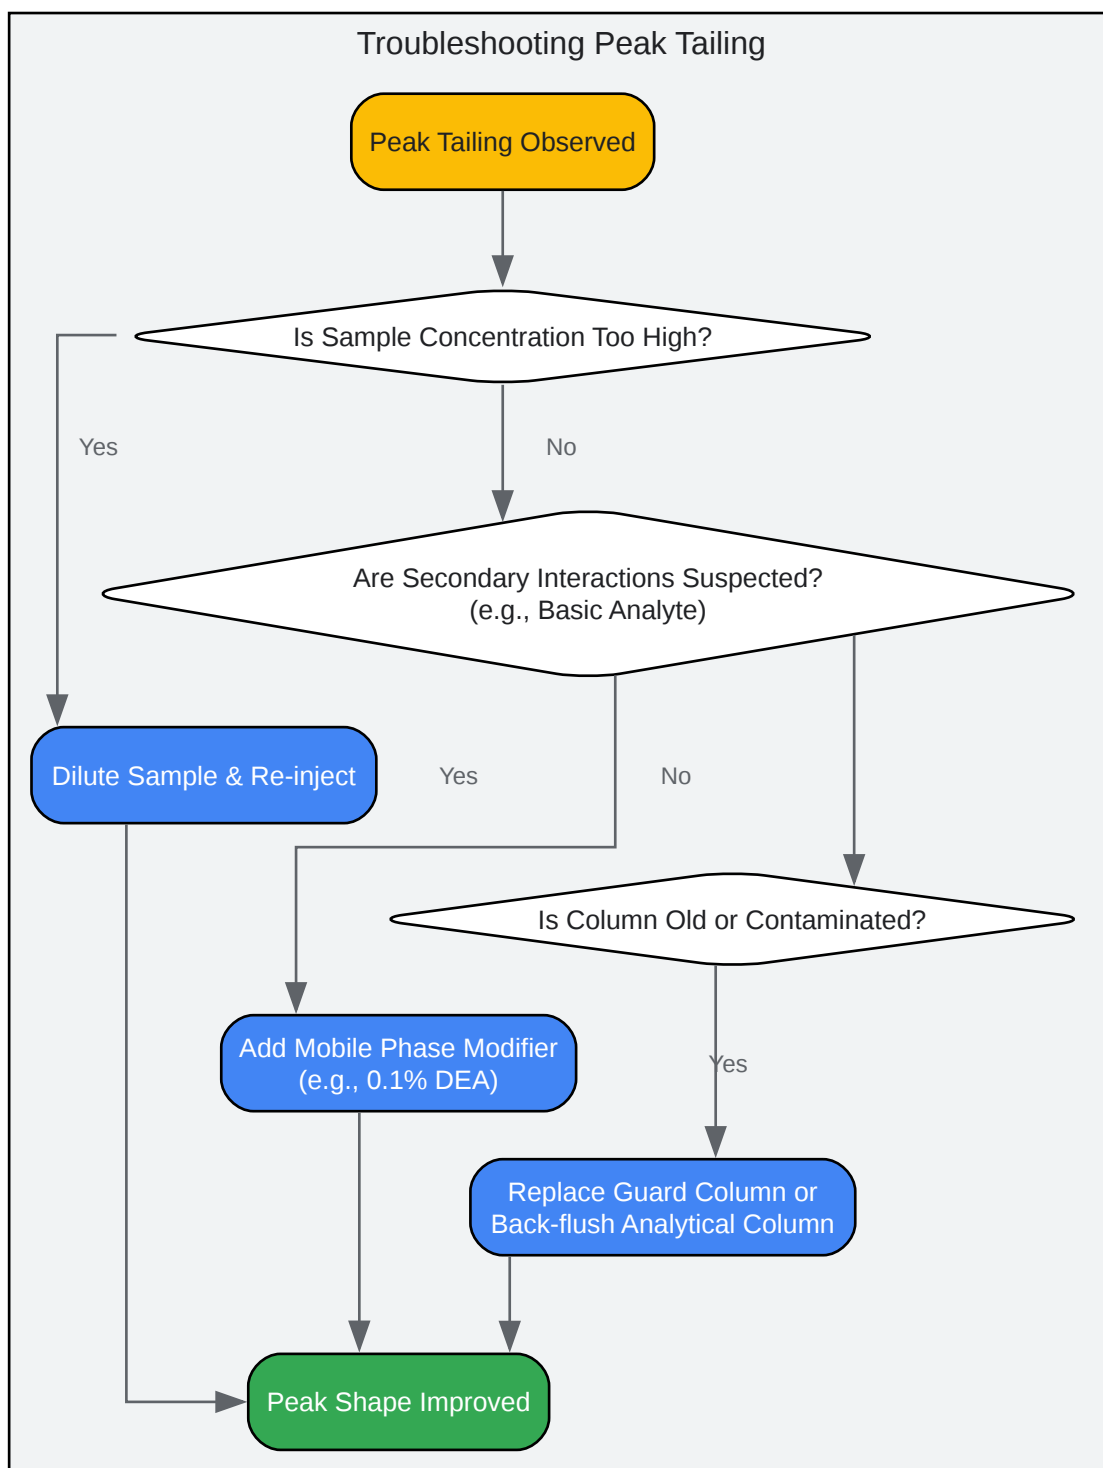 Troubleshooting Peak Tailing
Peak Tailing Observed
Is Sample Concentration Too High?
Yes
No
Are Secondary Interactions Suspected?
(e.g., Basic Analyte)
Dilute Sample & Re-inject
Yes
No
Is Column Old or Contaminated?
Add Mobile Phase Modifier
(e.g., 0.1% DEA)
Yes
Replace Guard Column or
Back-flush Analytical Column
Peak Shape Improved